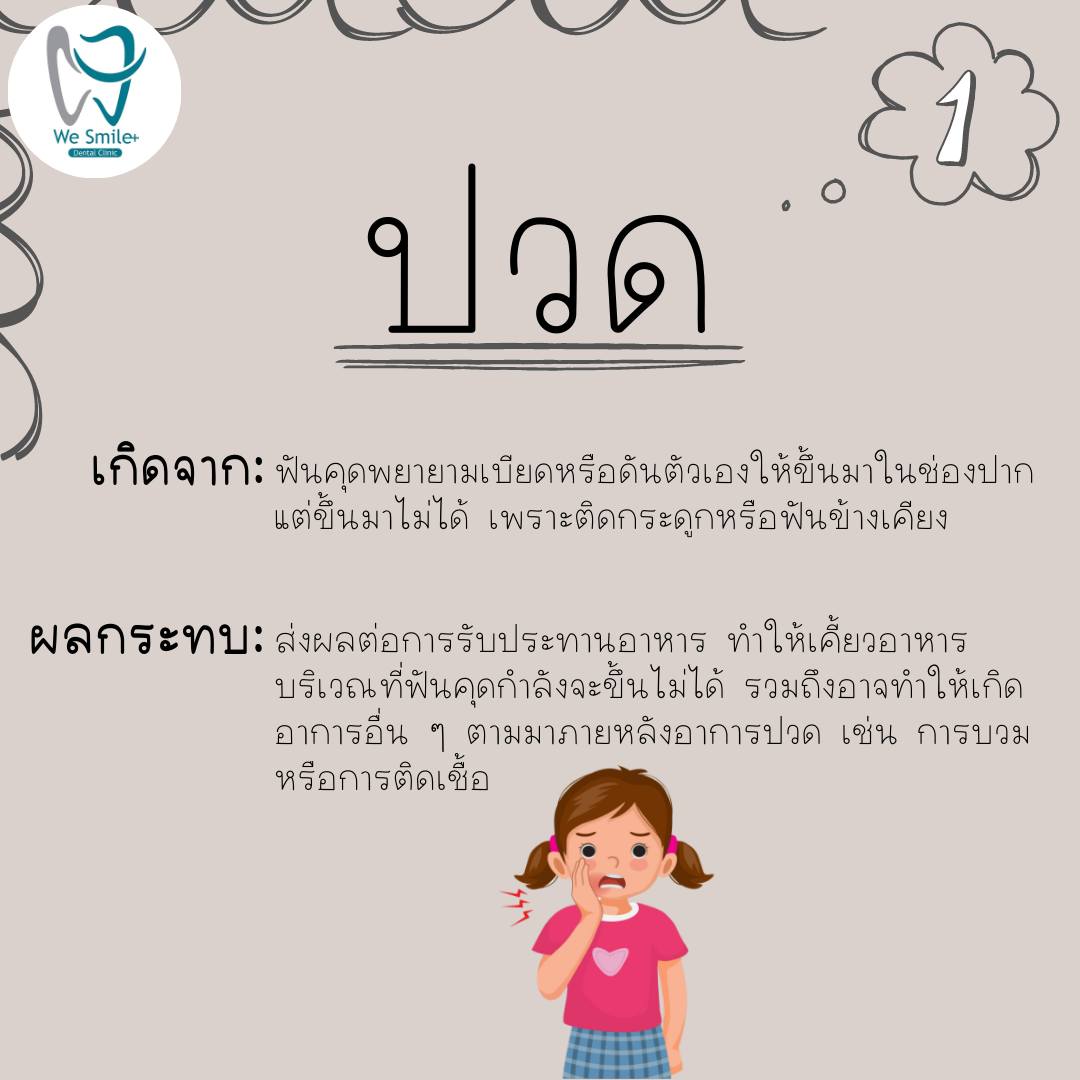 We Smile+
Dental Clinic
1
ปวด
เกิดจาก: ฟันคุดพยายามเบียดหรือดันตัวเองให้ขึ้นมาในช่องปาก
แต่ขึ้นมาไม่ได้ เพราะติดกระดูกหรือฟันข้างเคียง
ผลกระทบ: ส่งผลต่อการรับประทานอาหาร ทำให้เคี้ยวอาหาร
บริเวณที่ฟันคุดกำลังจะขึ้นไม่ได้ รวมถึงอาจทำให้เกิด
อาการอื่น ๆ ตามมาภายหลังอาการปวด เช่น การบวม
หรือการติดเชื้อ